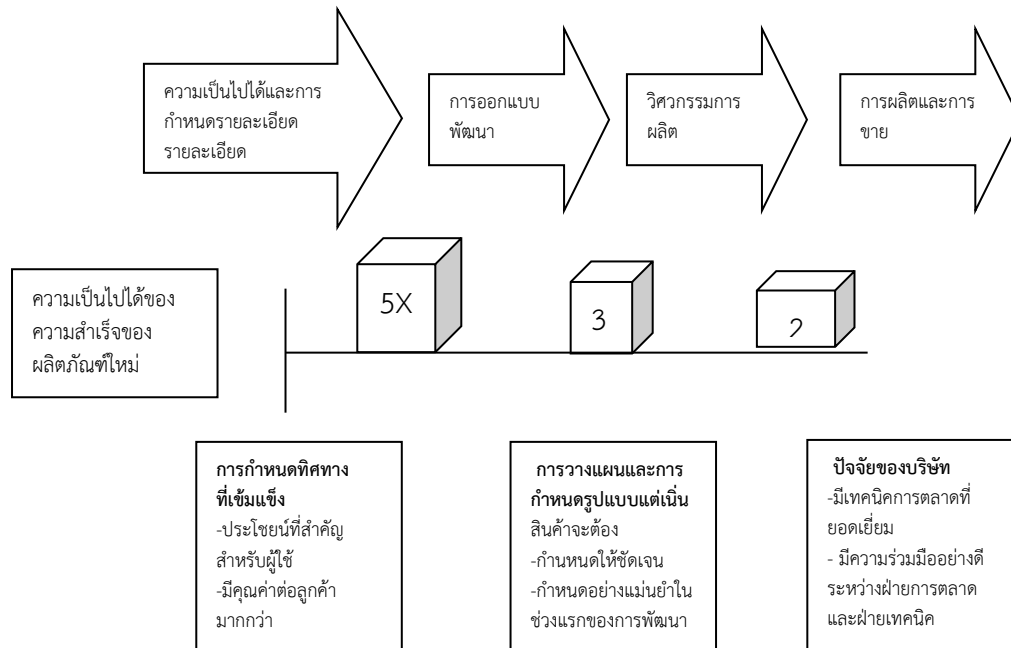 ความเป็นไปได้และการ
กำหนดรายละเอียด
รายละเอียด
การออกแบบ
พัฒนา
วิศวกรรมการ
ผลิต
การผลิตและการ
ขาย
ความเป็นไปได้ของ
ความสำเร็จของ
ผลิตภัณฑ์ใหม่
5X
3
2
การกำหนดทิศทาง
ที่เข้มแข็ง
-ประโยชน์ที่สำคัญ
สำหรับผู้ใช้
-มีคุณค่าต่อลูกค้า
มากกว่า
การวางแผนและการ
กำหนดรูปแบบแต่เนิ่น
สินค้าจะต้อง
-กำนหนดให้ชัดเจน
-กำหนดอย่างแม่นยำใน
ช่วงแรกของการพัฒนา
ปัจจัยของบริษัท
-มีเทคนิคการตลาดที่
ยอดเยี่ยม
- มีความร่วมมืออย่างดี
ระหว่างฝ่ายการตลาด
และฝ่ายเทคนิค